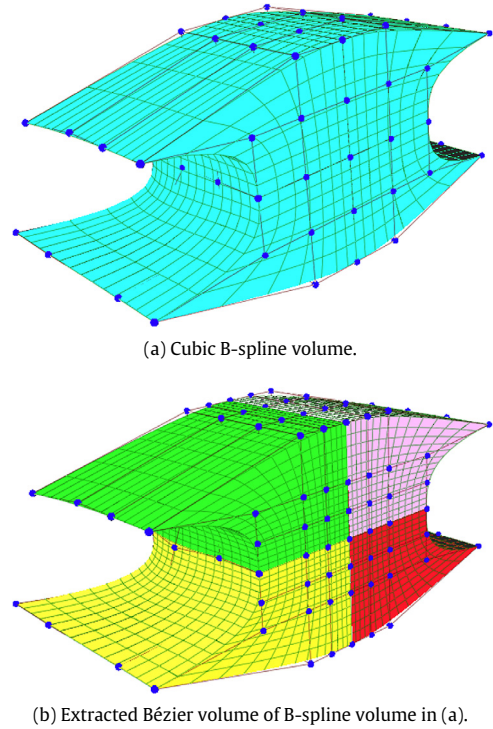 (a) Cubic B-spline volume.
(b) Extracted Bézier volume of B-spline volume in (a).